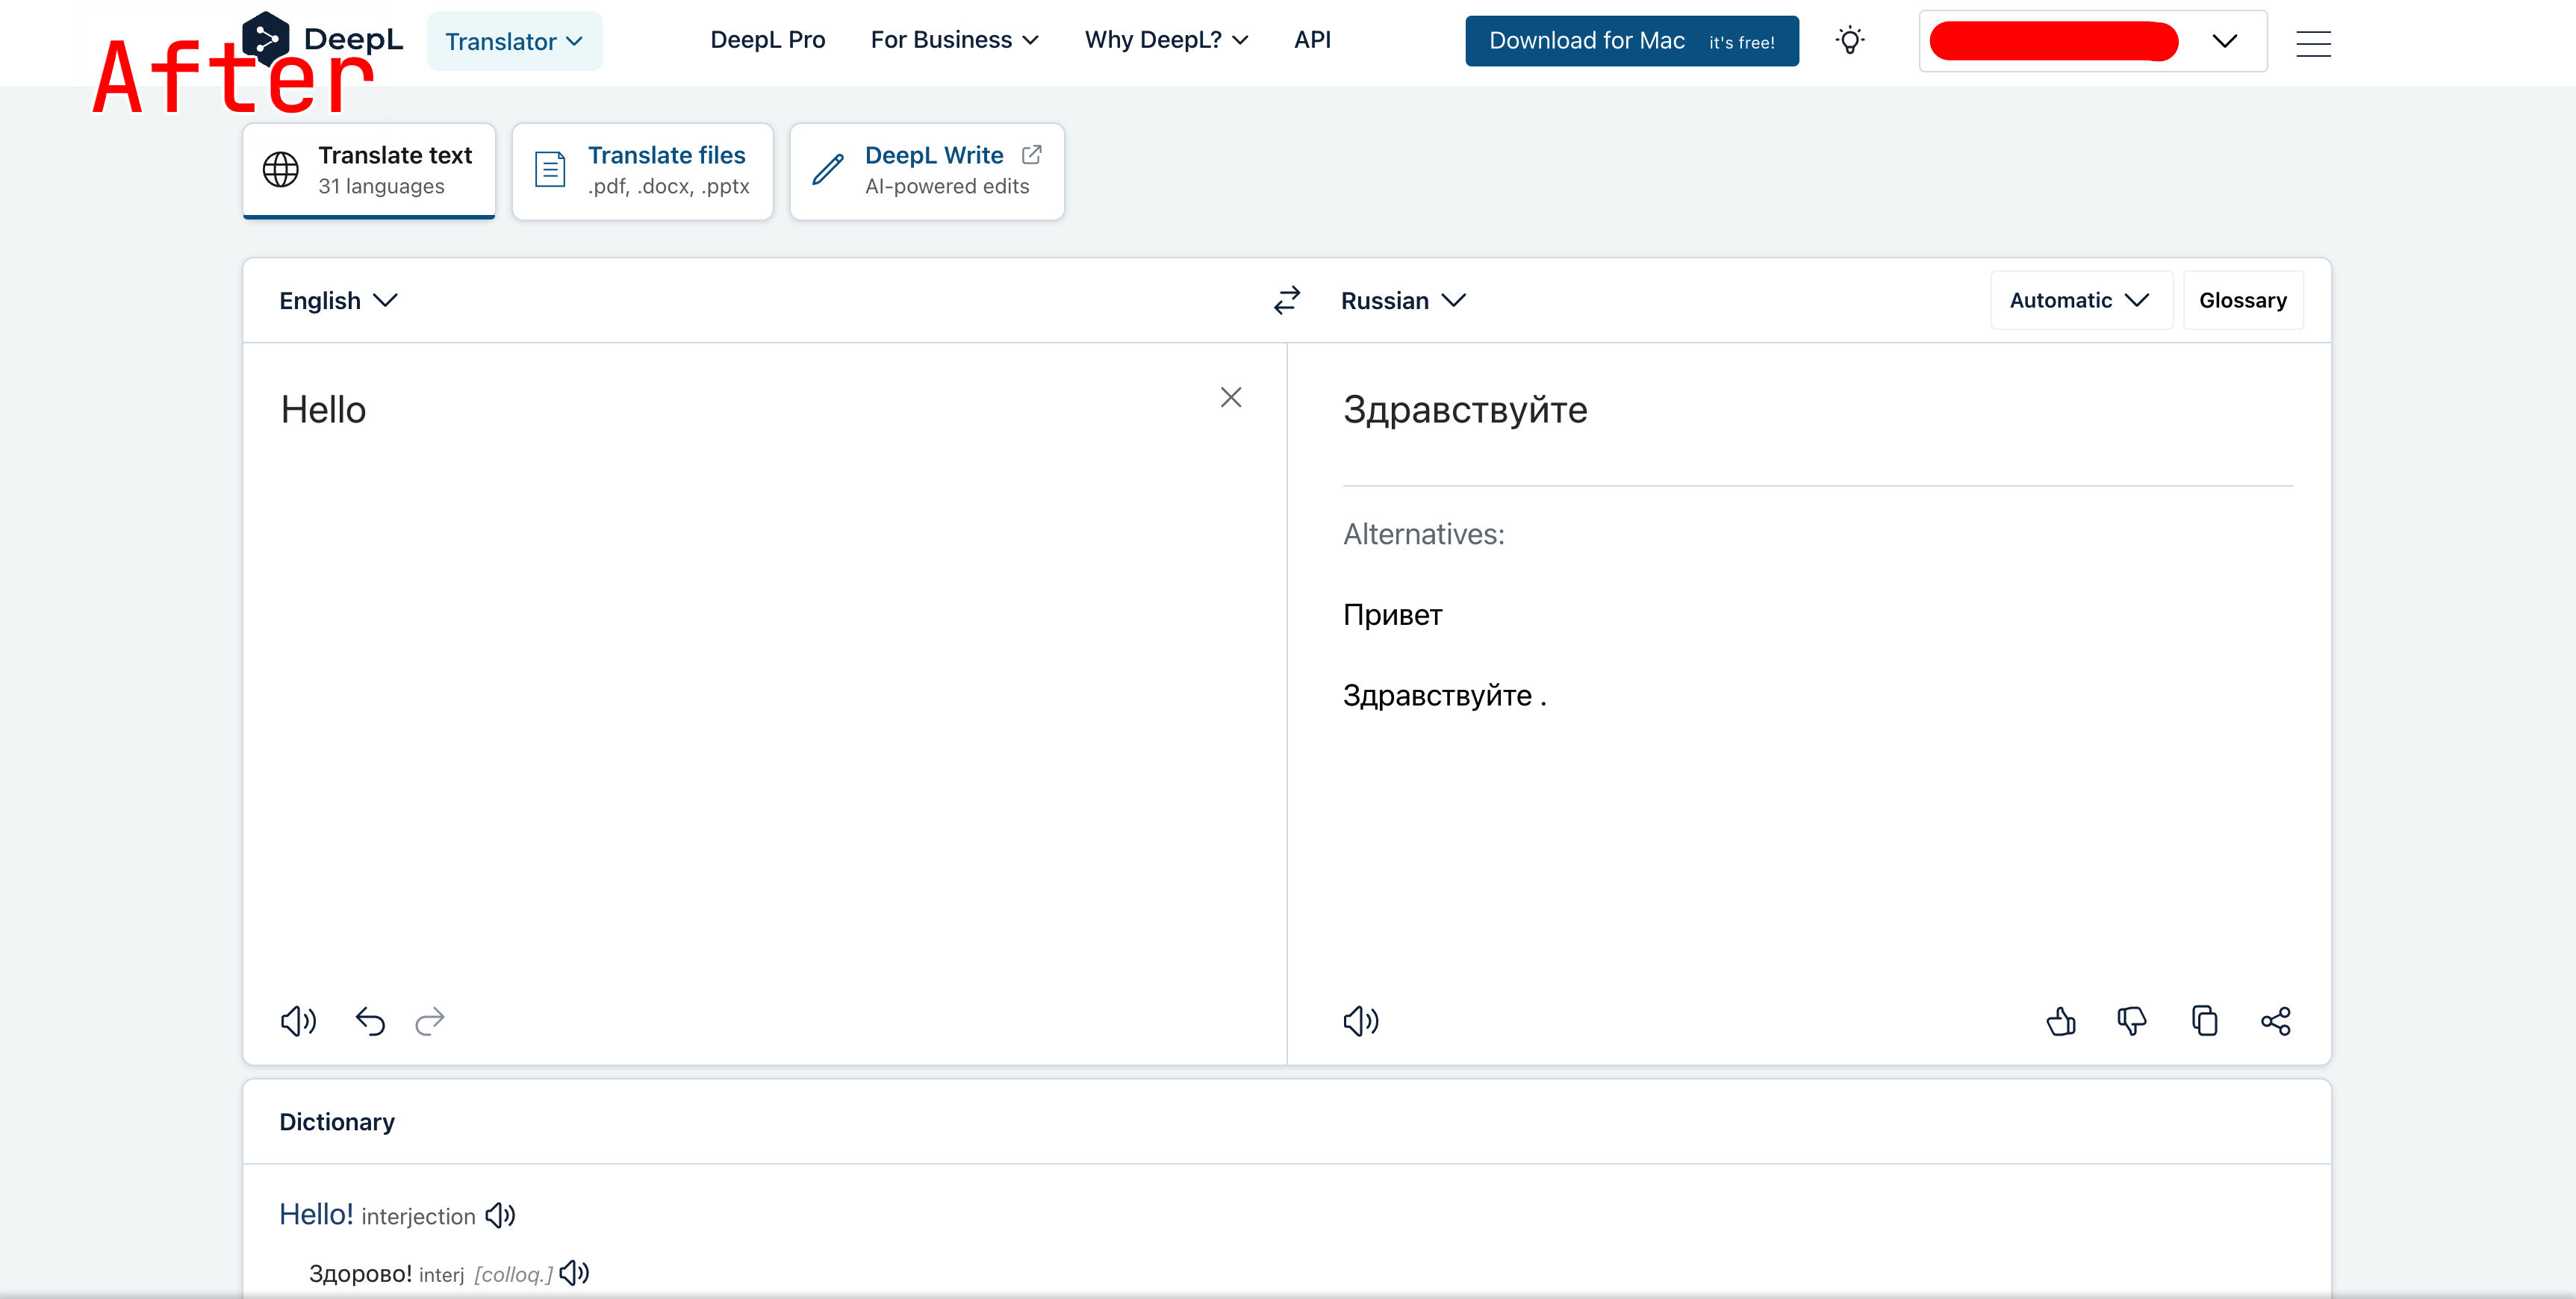 DeepL
Translator
DeepL Pro
For Business
Why DeepL?
API
Download for Mac it's free!
After
Translate text
31 languages
Translate files
.pdf, .docx, .pptx
DeepL Write
AI-powered edits
English
Russian
Automatic
Glossary
Hello
Здравствуйте
Alternatives:
Привет
Здравствуйте .
Dictionary
Hello! interjection
Здорово! interj [colloq.]